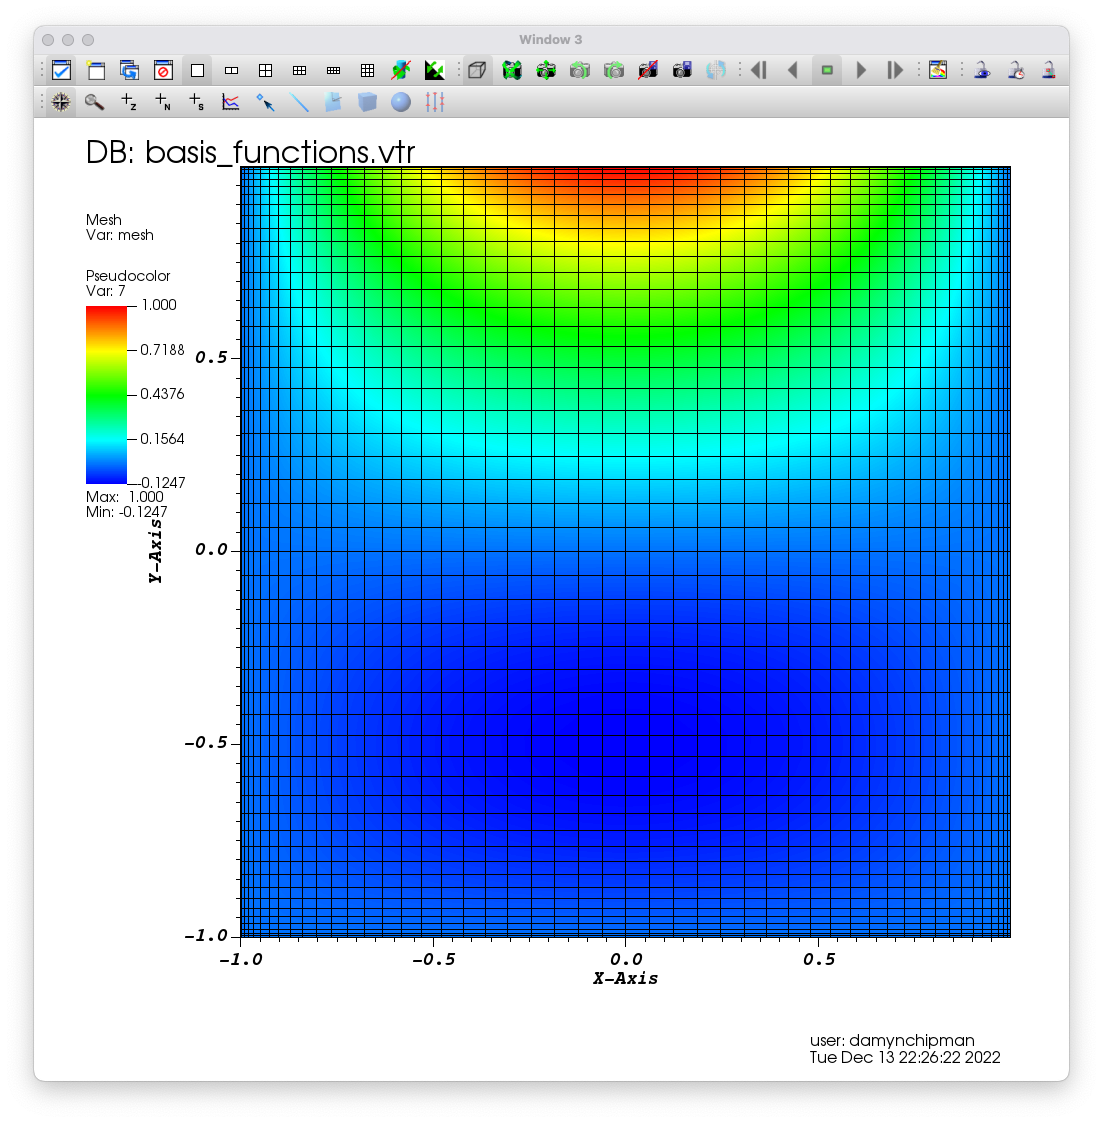 Window 3
Z
N
S
DB: basis_functions.vtr
Mesh
Var: mesh
Pseudocolor
Var: 7
1.000
0.7188
0.4376
0.1564
-0.1247
Max: 1.000
Min: -0.1247
Y-Axis
0.5
0.0
-0.5
-1.0
-1.0
-0.5
0.0
0.5
X-Axis
user: damynchipman
Tue Dec 13 22:26:22 2022